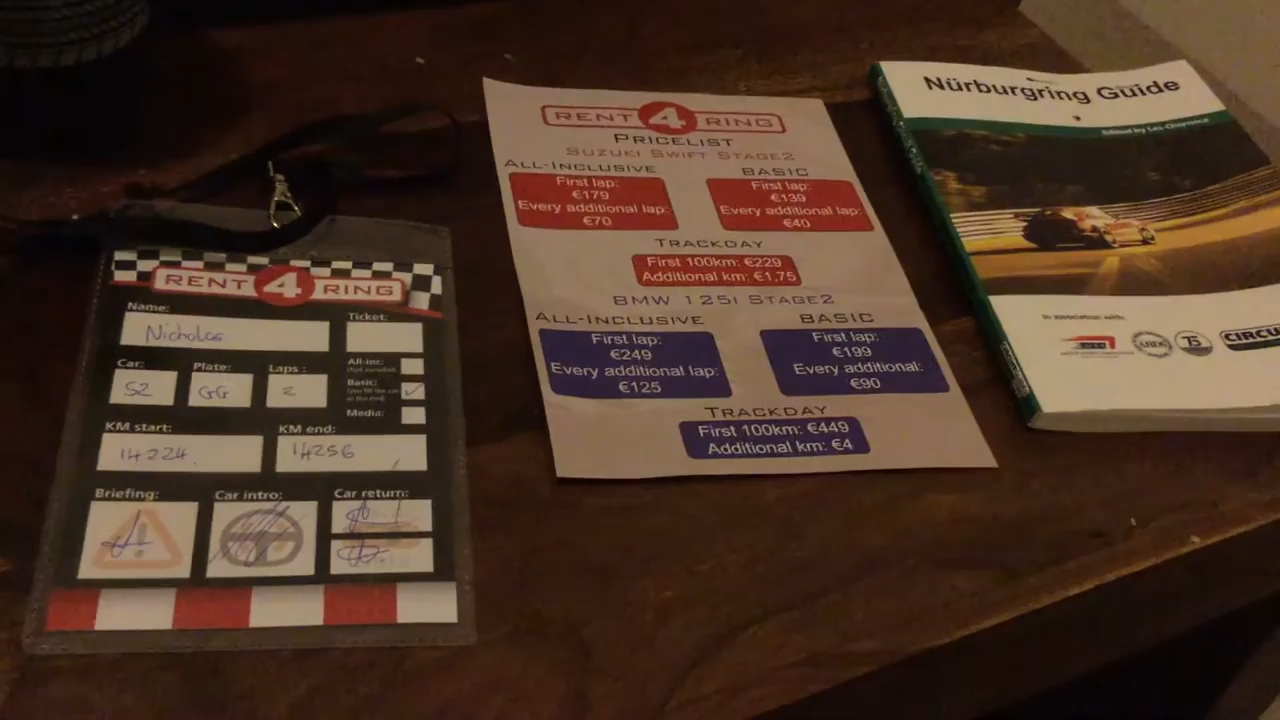 RENT 4 RING
Name:
Nicholas
Ticket:
Car:
Plate:
Laps :
S2
GG
2
All-inc:
Basic:
Media:
KM start:
KM end:
14224
14256
Briefing:
Car intro:
Car return:
RENT 4 RING
PRICELIST
SUZUKI SWIFT STAGE2
ALL-INCLUSIVE
First lap:
€179
Every additional lap:
€70
BASIC
First lap:
€139
Every additional lap:
€40
TRACKDAY
First 100km: €229
Additional km: €1,75
BMW 125I STAGE2
ALL-INCLUSIVE
First lap:
€249
Every additional lap:
€125
BASIC
First lap:
€199
Every additional:
€90
TRACKDAY
First 100km: €449
Additional km: €4
Nürburgring Guide
Edited by
In association with:
ARDS
75
CIRCU